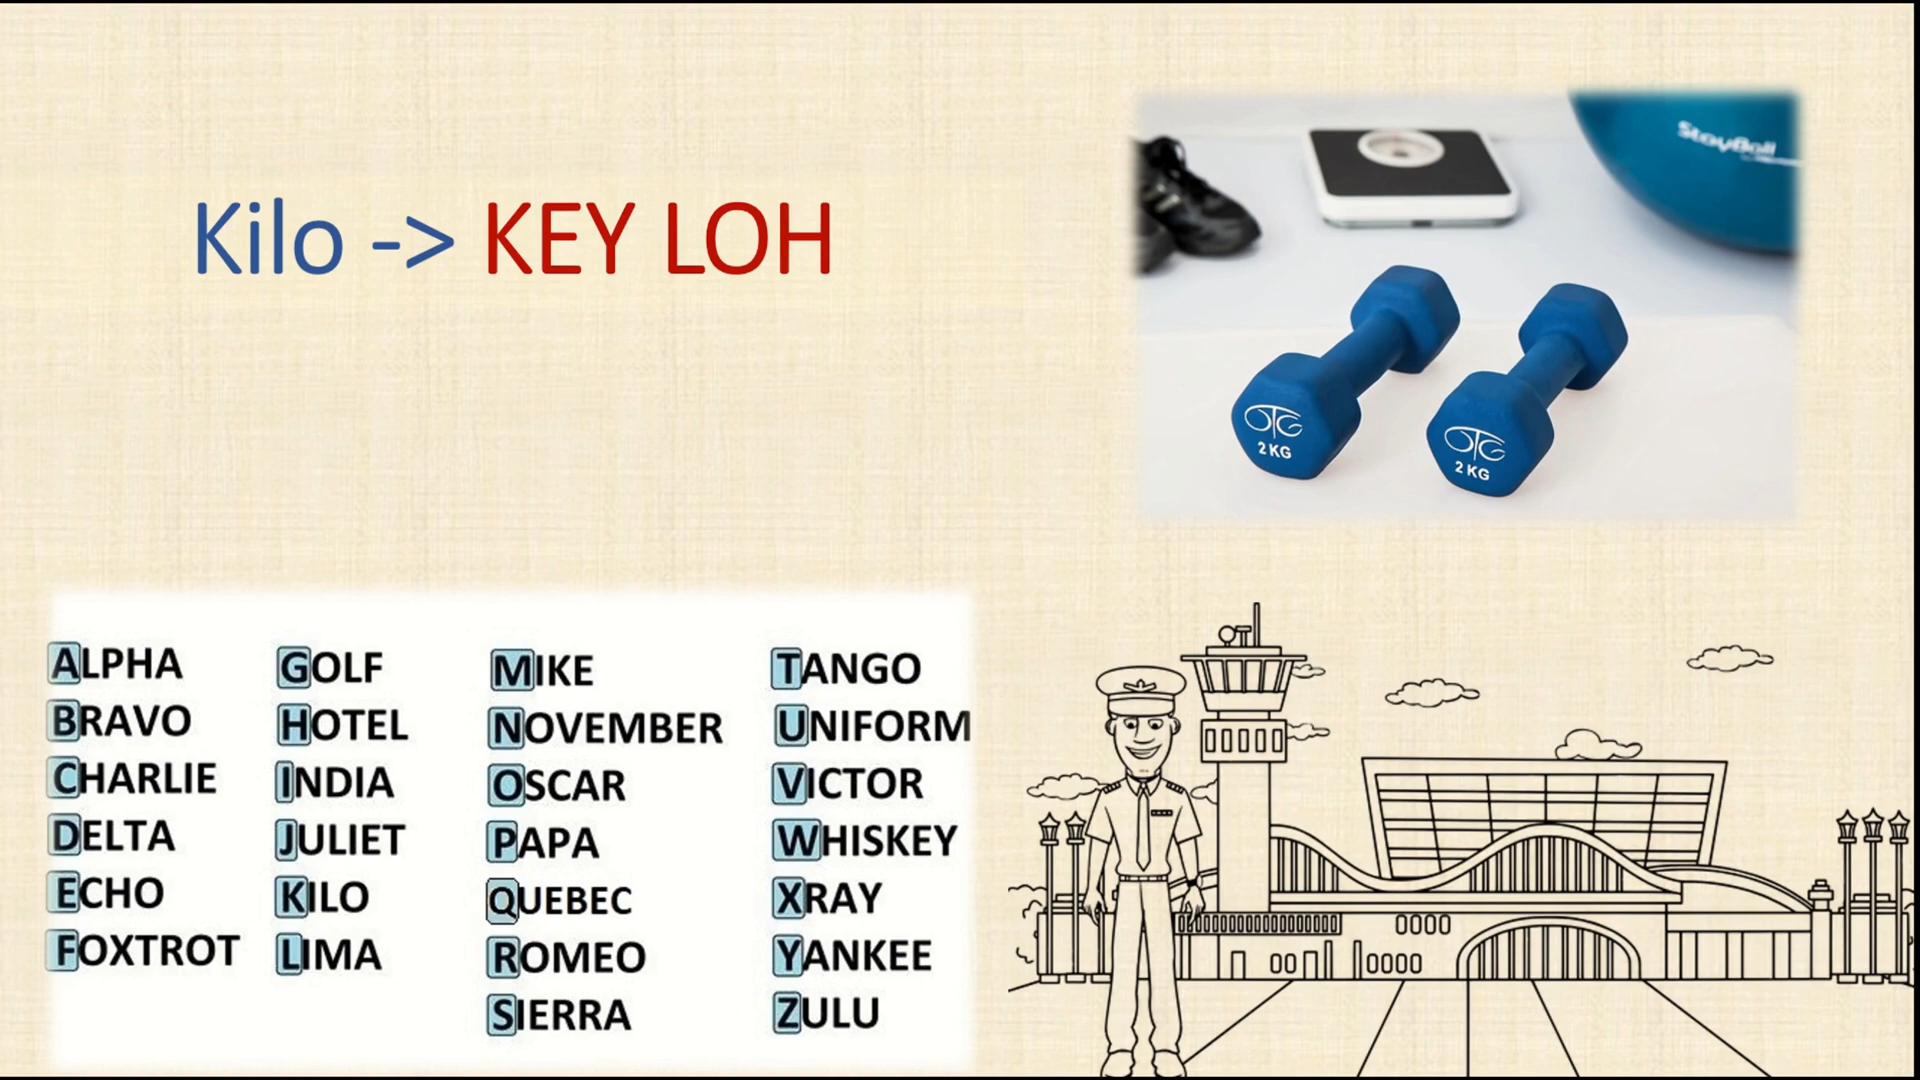 Kilo -> KEY LOH
StayBall
OTG
2 KG
OTG
2 KG
ALPHA
BRAVO
CHARLIE
DELTA
ECHO
FOXTROT
GOLF
HOTEL
INDIA
JULIET
KILO
LIMA
MIKE
NOVEMBER
OSCAR
PAPA
QUEBEC
ROMEO
SIERRA
TANGO
UNIFORM
VICTOR
WHISKEY
XRAY
YANKEE
ZULU